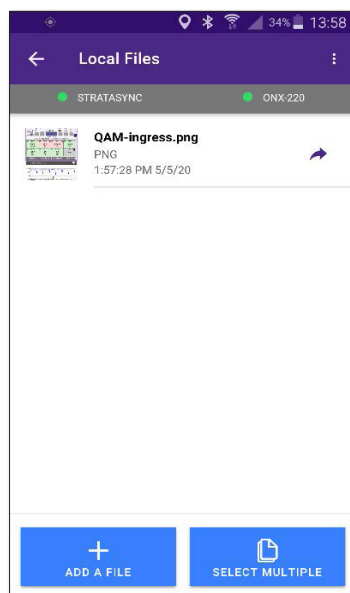 34% 13:58
Local Files
STRATASYNC ONX-220
QAM-ingress.png
PNG
1:57:28 PM 5/5/20
ADD A FILE SELECT MULTIPLE